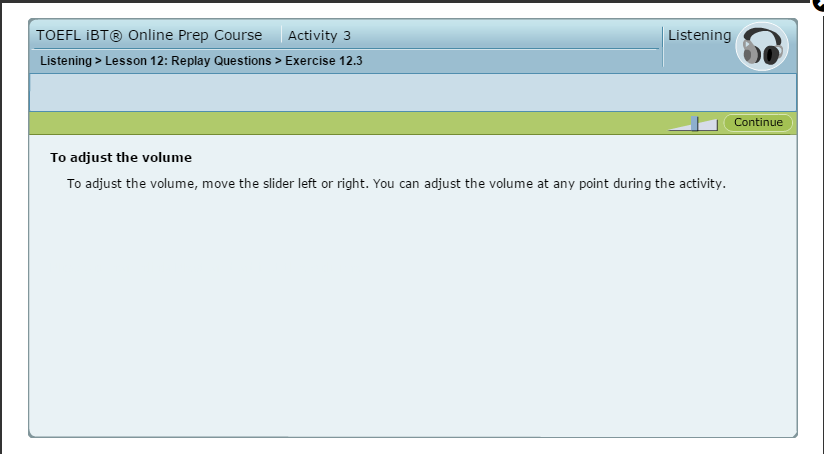 TOEFL iBT® Online Prep Course Activity 3 Listening
Listening > Lesson 12: Replay Questions > Exercise 12.3
Continue
To adjust the volume
To adjust the volume, move the slider left or right. You can adjust the volume at any point during the activity.